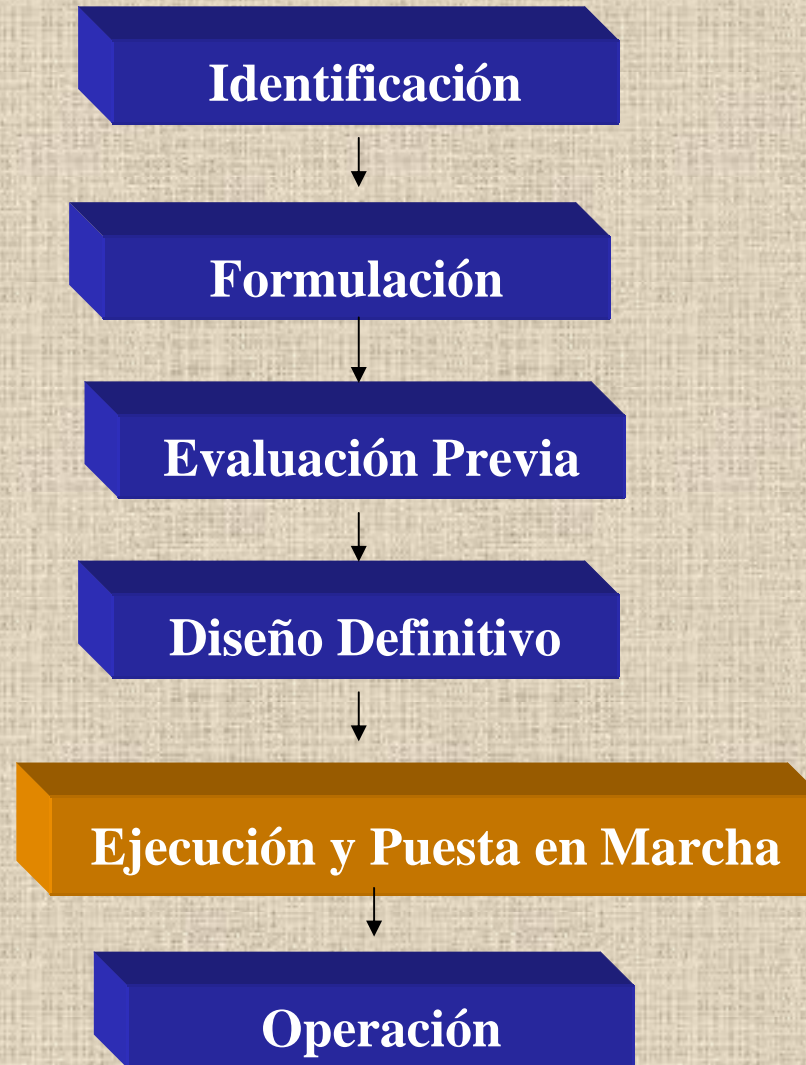 Identificación
Formulación
Evaluación Previa
Diseño Definitivo
Ejecución y Puesta en Marcha
Operación